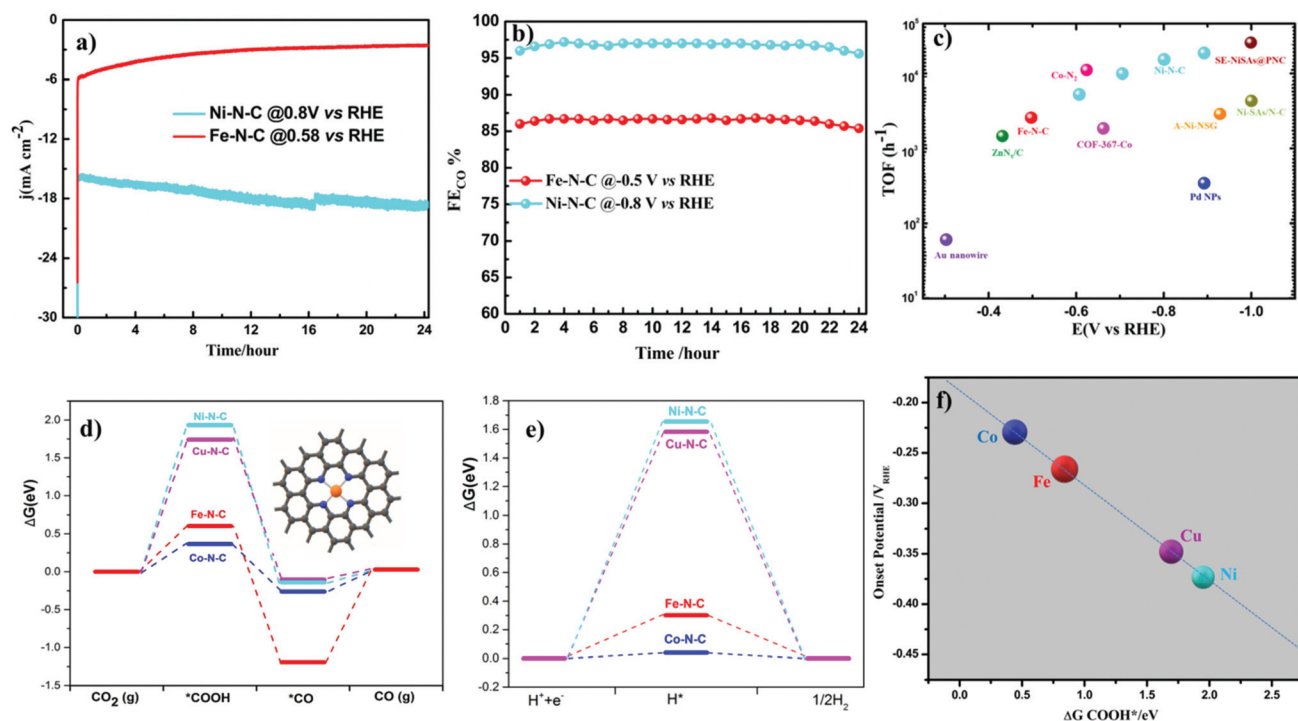 a)
Ni-N-C @0.8V vs RHE
Fe-N-C @0.58 vs RHE
j(mA cm-2)
0
-6
-12
-18
-24
-30
0 4 8 12 16 20 24
Time/hour
b)
FECO %
100
95
90
85
80
75
70
65
60
Fe-N-C @-0.5 V vs RHE
Ni-N-C @-0.8 V vs RHE
0 2 4 6 8 10 12 14 16 18 20 22 24
Time /hour
c)
TOF (h-1)
10^5
10^4
10^3
10^2
10^1
SE-NiSAs@PNC
Ni-N-C
Co-N2
Ni-SAs/N-C
A-Ni-NSG
Fe-N-C
COF-367-Co
ZnNx/C
Pd NPs
Au nanowire
-0.4 -0.6 -0.8 -1.0
E(V vs RHE)
d)
ΔG(eV)
2.0
1.5
1.0
0.5
0.0
-0.5
-1.0
-1.5
Ni-N-C
Cu-N-C
Fe-N-C
Co-N-C
CO2 (g) *COOH *CO CO (g)
e)
ΔG(eV)
1.8
1.6
1.4
1.2
1.0
0.8
0.6
0.4
0.2
0.0
-0.2
Ni-N-C
Cu-N-C
Fe-N-C
Co-N-C
H++e- H* 1/2H2
f)
Onset Potential /VRHE
-0.20
-0.25
-0.30
-0.35
-0.40
-0.45
Co
Fe
Cu
Ni
0.0 0.5 1.0 1.5 2.0 2.5
ΔG COOH*/eV